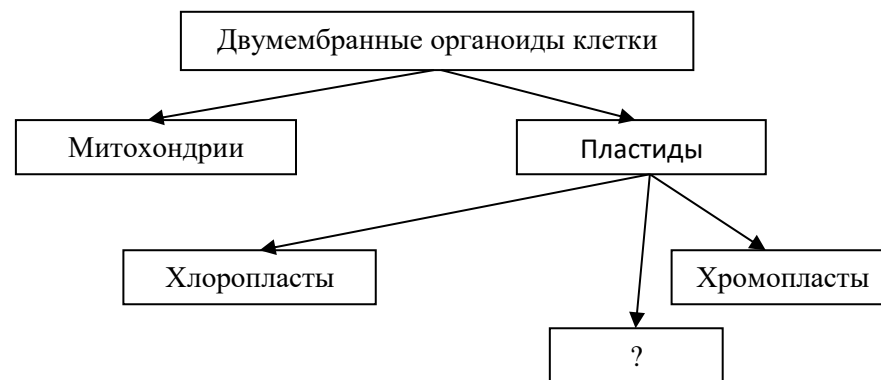 Двумембранные органоиды клетки
Митохондрии
Пластиды
Хлоропласты
Хромопласты
?